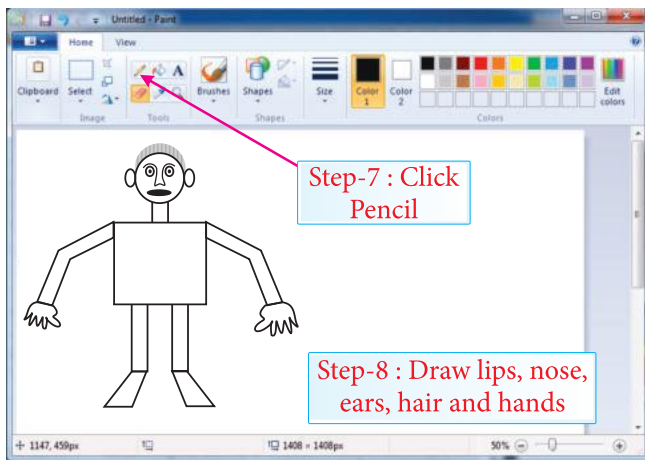 Untitled - Paint
Home View
Clipboard
Select
Image
A
Tools
Brushes
Shapes
Shapes
Size
Color 1
Color 2
Edit colors
Colors
Step-7 : Click
Pencil
Step-8 : Draw lips, nose,
ears, hair and hands
1147, 459px
1408 × 1408px
50%